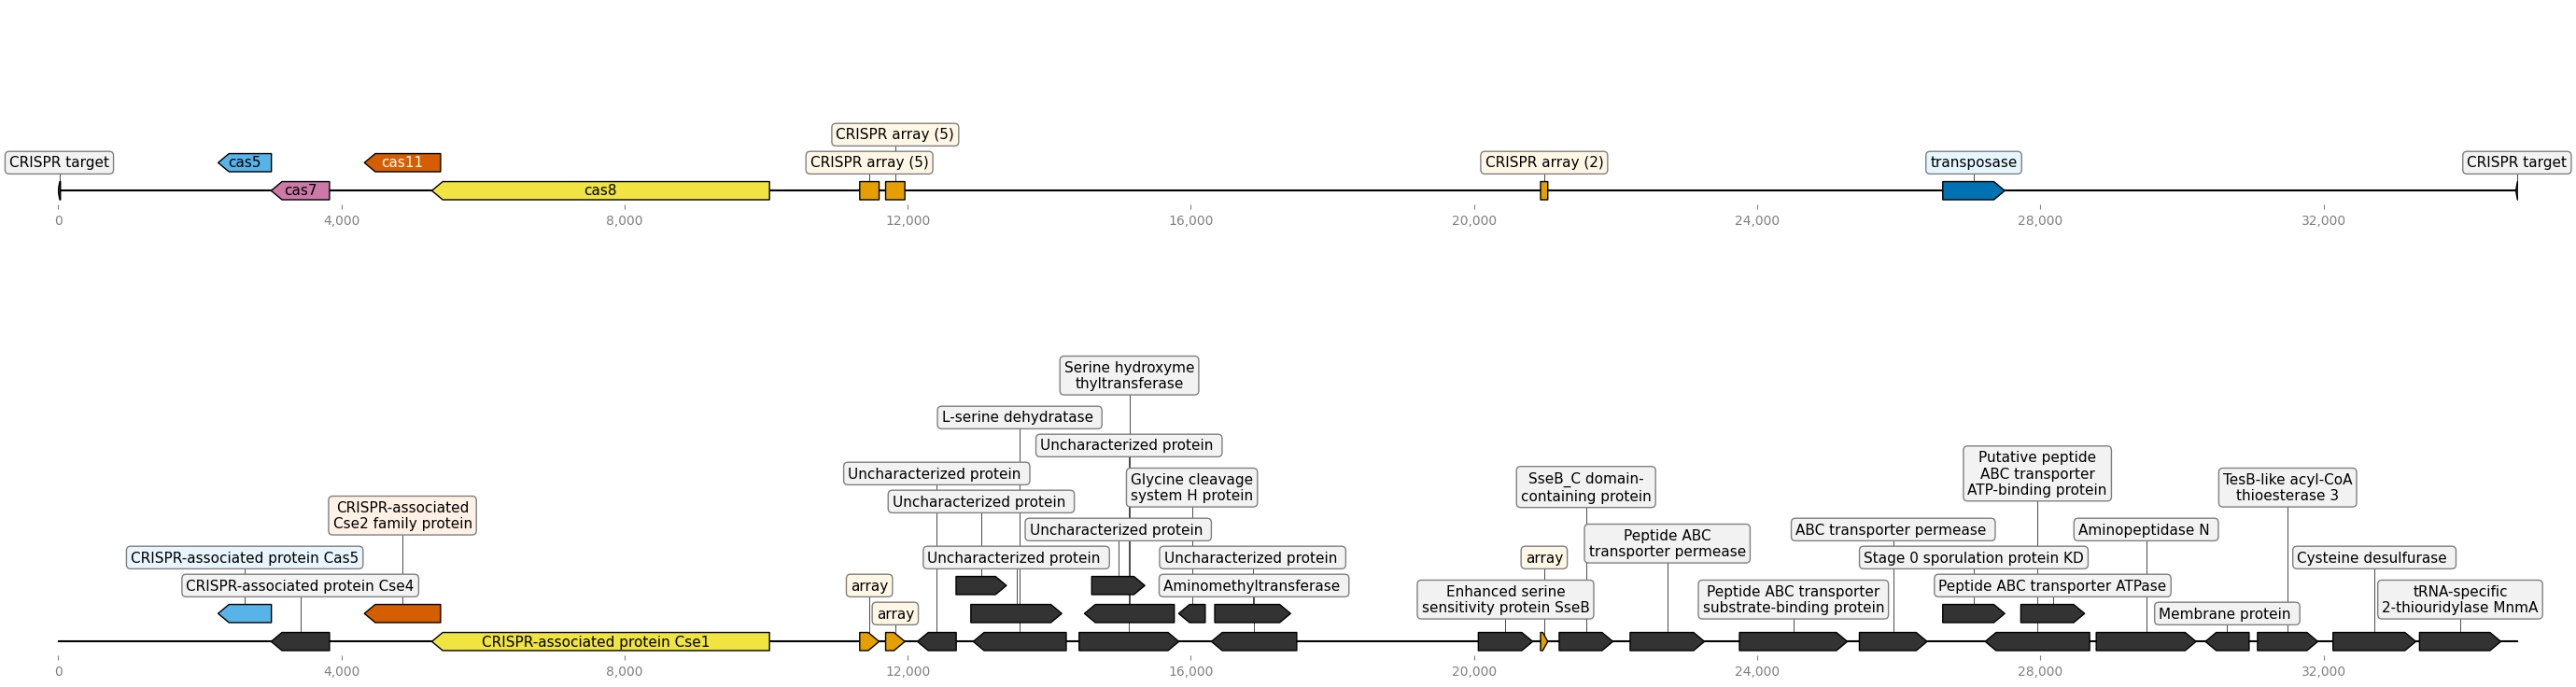 CRISPR array (5)
CRISPR target
cas5
cas11
CRISPR array (5)
CRISPR array (2)
transposase
CRISPR target
cas7
cas8
0
4,000
8,000
12,000
16,000
20,000
24,000
28,000
32,000
Serine hydroxyme
thyltransferase
L-serine dehydratase
Uncharacterized protein
Uncharacterized protein
Glycine cleavage
system H protein
SseB_C domain-
containing protein
Putative peptide
ABC transporter
ATP-binding protein
TesB-like acyl-CoA
thioesterase 3
Uncharacterized protein
CRISPR-associated
Cse2 family protein
Uncharacterized protein
Peptide ABC
transporter permease
ABC transporter permease
Aminopeptidase N
CRISPR-associated protein Cas5
Uncharacterized protein
Uncharacterized protein
array
Stage 0 sporulation protein KD
Cysteine desulfurase
CRISPR-associated protein Cse4
array
Aminomethyltransferase
Enhanced serine
sensitivity protein SseB
Peptide ABC transporter
substrate-binding protein
Peptide ABC transporter ATPase
tRNA-specific
2-thiouridylase MnmA
array
Membrane protein
CRISPR-associated protein Cse1
0
4,000
8,000
12,000
16,000
20,000
24,000
28,000
32,000